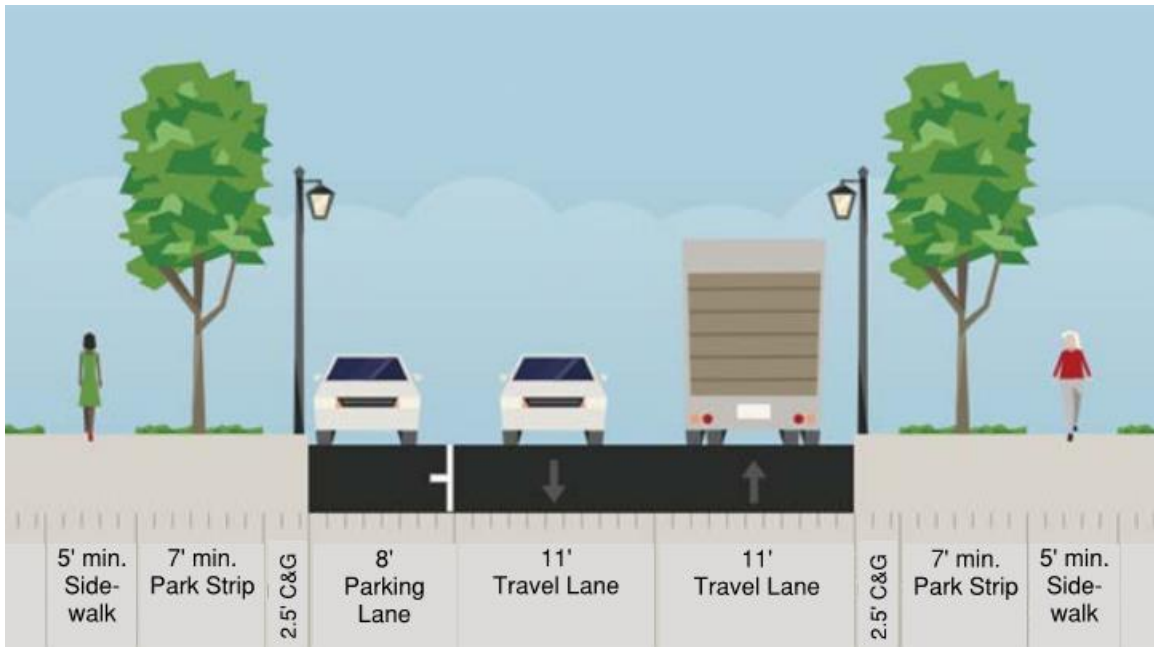 5' min.
Side-
walk
7' min.
Park Strip
2.5' C&G
8'
Parking
Lane
11'
Travel Lane
11'
Travel Lane
2.5' C&G
7' min.
Park Strip
5' min.
Side-
walk